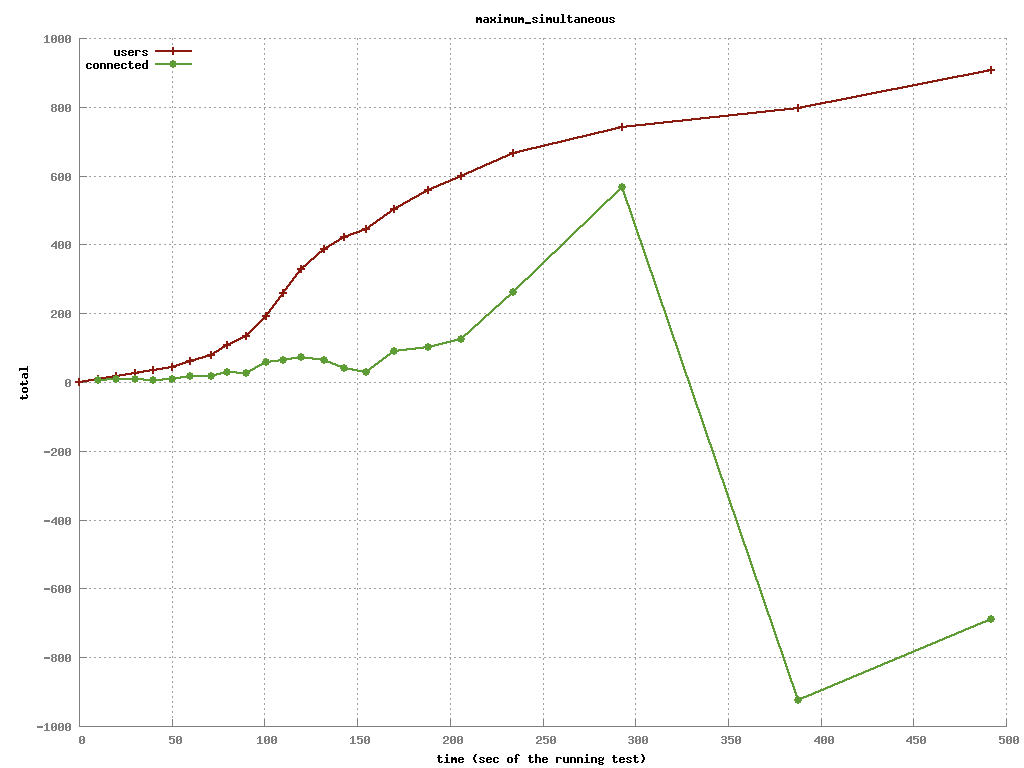 maximum_simultaneous
users
connected
1000
800
600
400
200
0
-200
-400
-600
-800
-1000
total
0 50 100 150 200 250 300 350 400 450 500
time (sec of the running test)